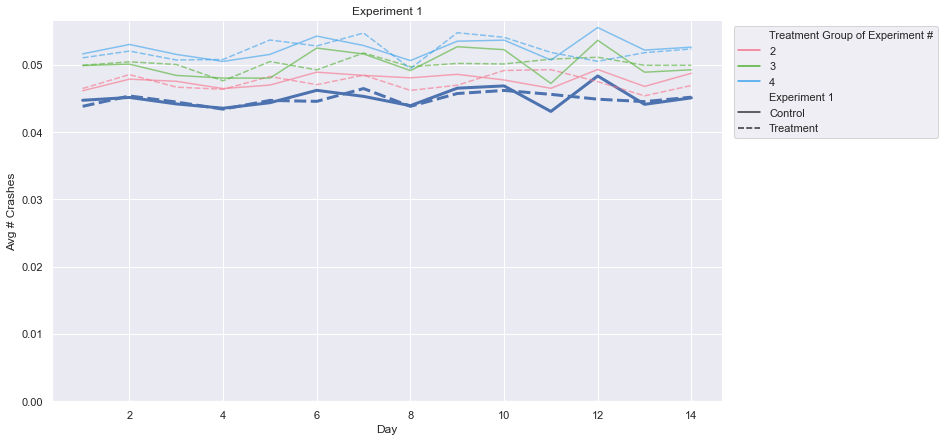 Experiment 1
Treatment Group of Experiment #
2
3
4
Experiment 1
Control
Treatment
Avg # Crashes
0.05
0.04
0.03
0.02
0.01
0.00
2 4 6 8 10 12 14
Day